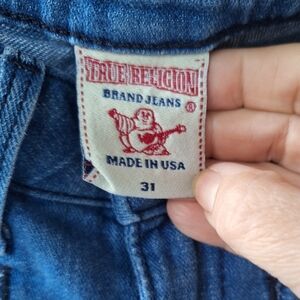 TRUE RELIGION
BRAND JEANS
®
MADE IN USA
31